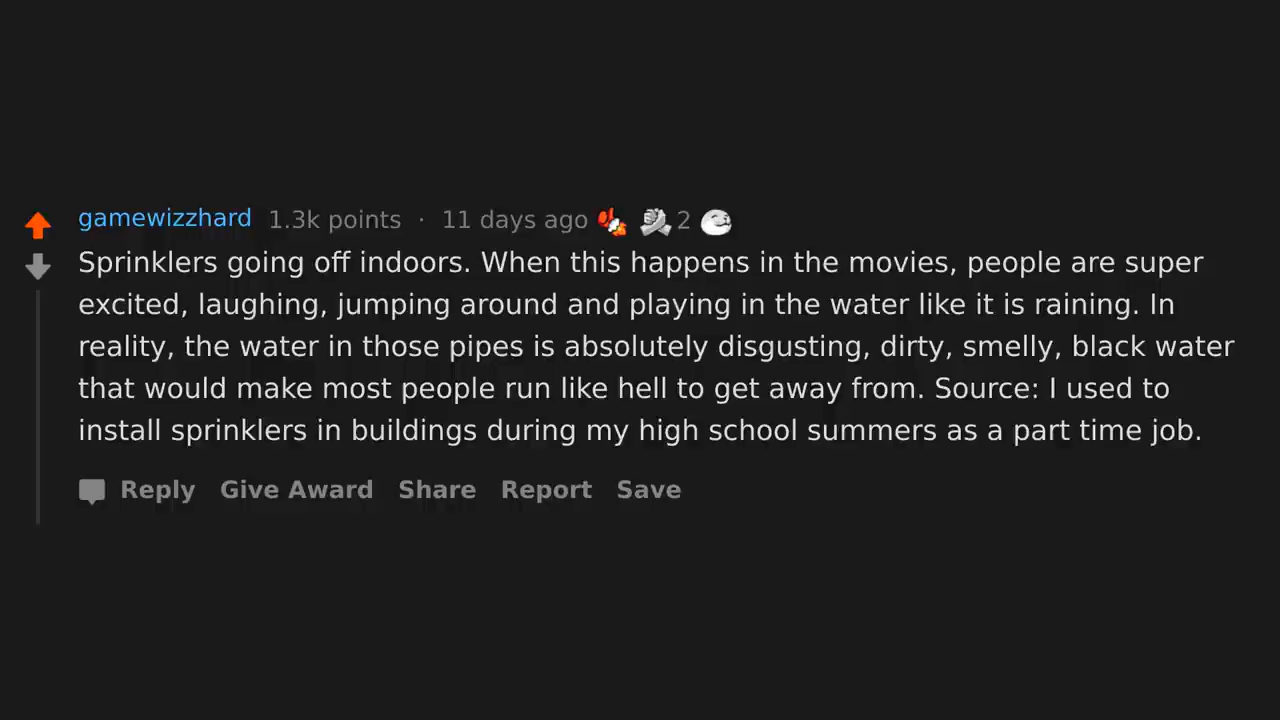 gamewizzhard 1.3k points · 11 days ago 2
Sprinklers going off indoors. When this happens in the movies, people are super
excited, laughing, jumping around and playing in the water like it is raining. In
reality, the water in those pipes is absolutely disgusting, dirty, smelly, black water
that would make most people run like hell to get away from. Source: I used to
install sprinklers in buildings during my high school summers as a part time job.
Reply Give Award Share Report Save